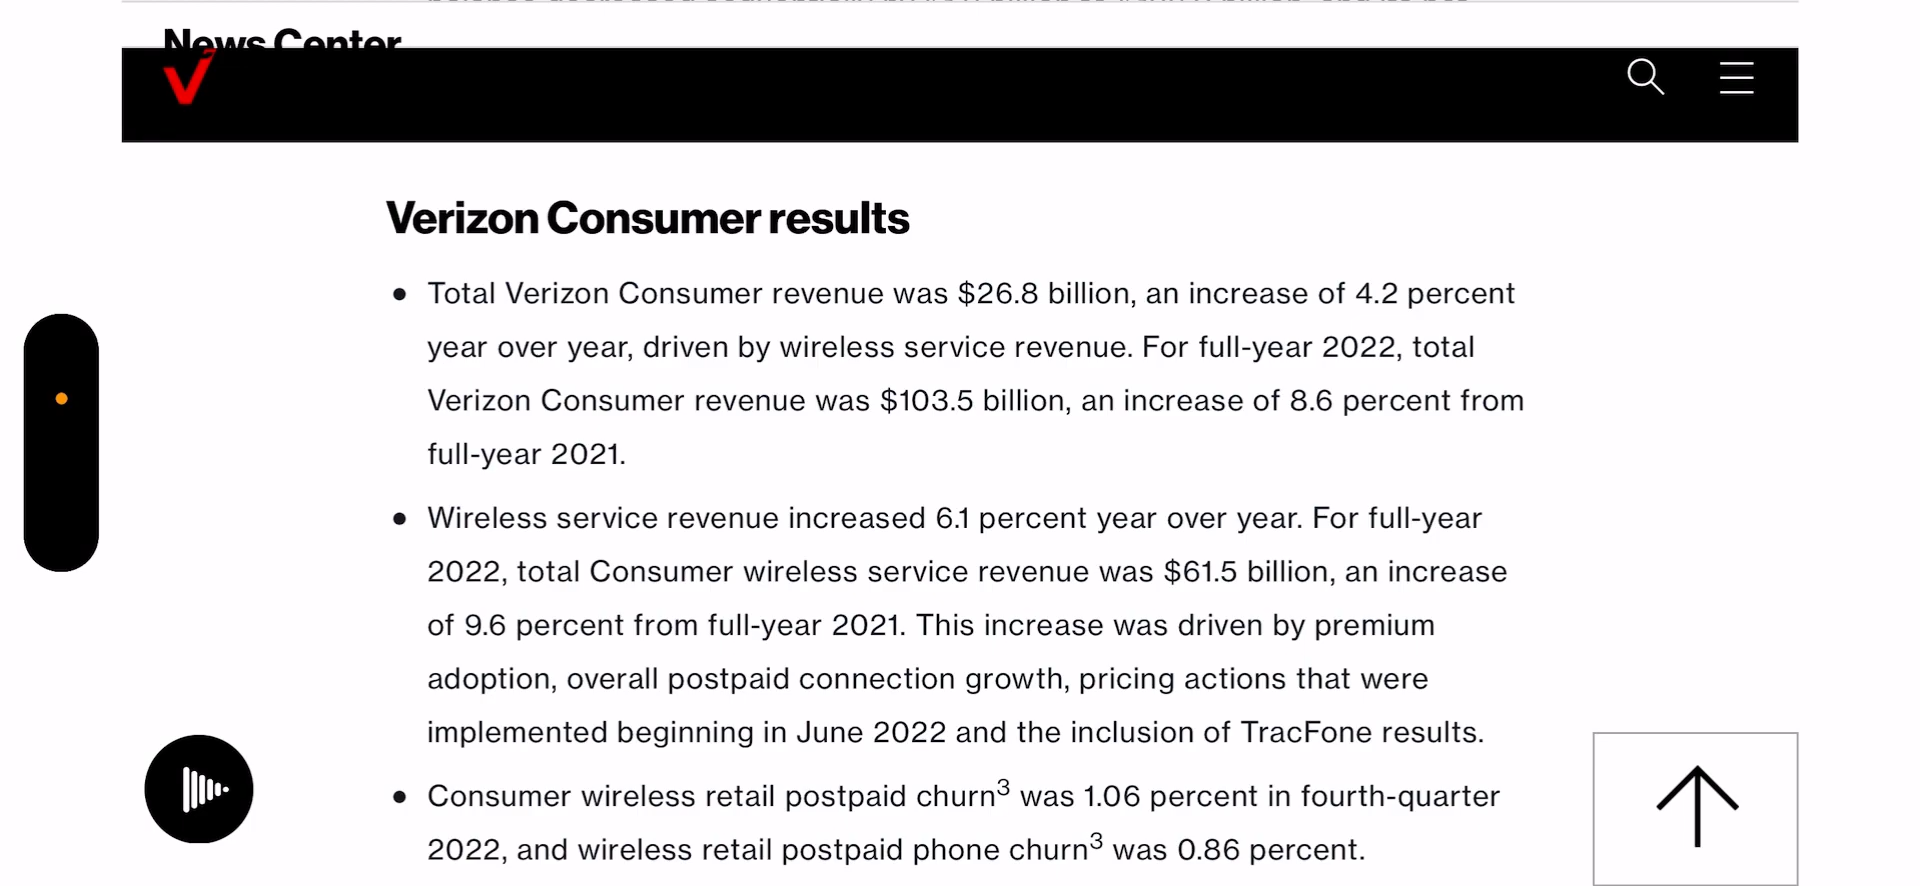 News Center
Verizon Consumer results
• Total Verizon Consumer revenue was $26.8 billion, an increase of 4.2 percent
year over year, driven by wireless service revenue. For full-year 2022, total
Verizon Consumer revenue was $103.5 billion, an increase of 8.6 percent from
full-year 2021.
• Wireless service revenue increased 6.1 percent year over year. For full-year
2022, total Consumer wireless service revenue was $61.5 billion, an increase
of 9.6 percent from full-year 2021. This increase was driven by premium
adoption, overall postpaid connection growth, pricing actions that were
implemented beginning in June 2022 and the inclusion of TracFone results.
• Consumer wireless retail postpaid churn³ was 1.06 percent in fourth-quarter
2022, and wireless retail postpaid phone churn³ was 0.86 percent.